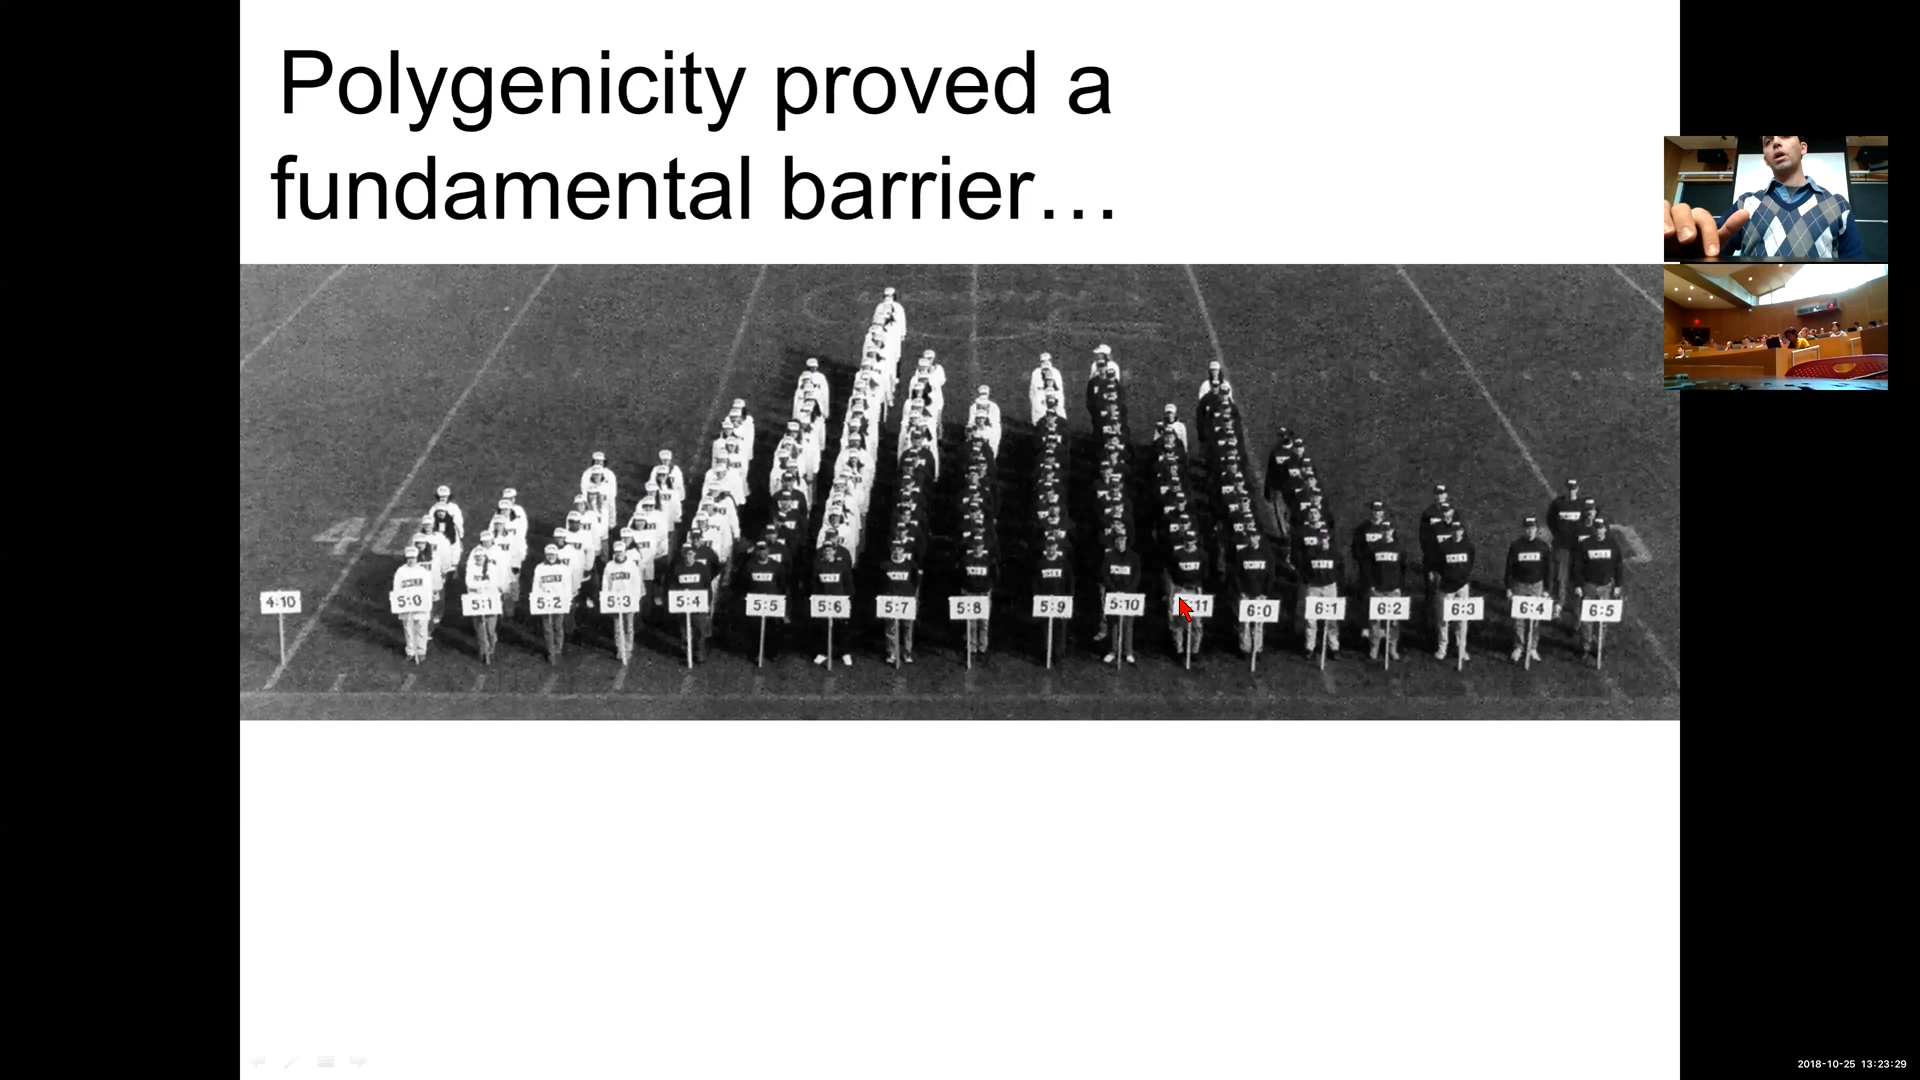 Polygenicity proved a
fundamental barrier…
40
4:10 5:0 5:1 5:2 5:3 5:4 5:5 5:6 5:7 5:8 5:9 5:10 :11 6:0 6:1 6:2 6:3 6:4 6:5
2018-10-25 13:23:29